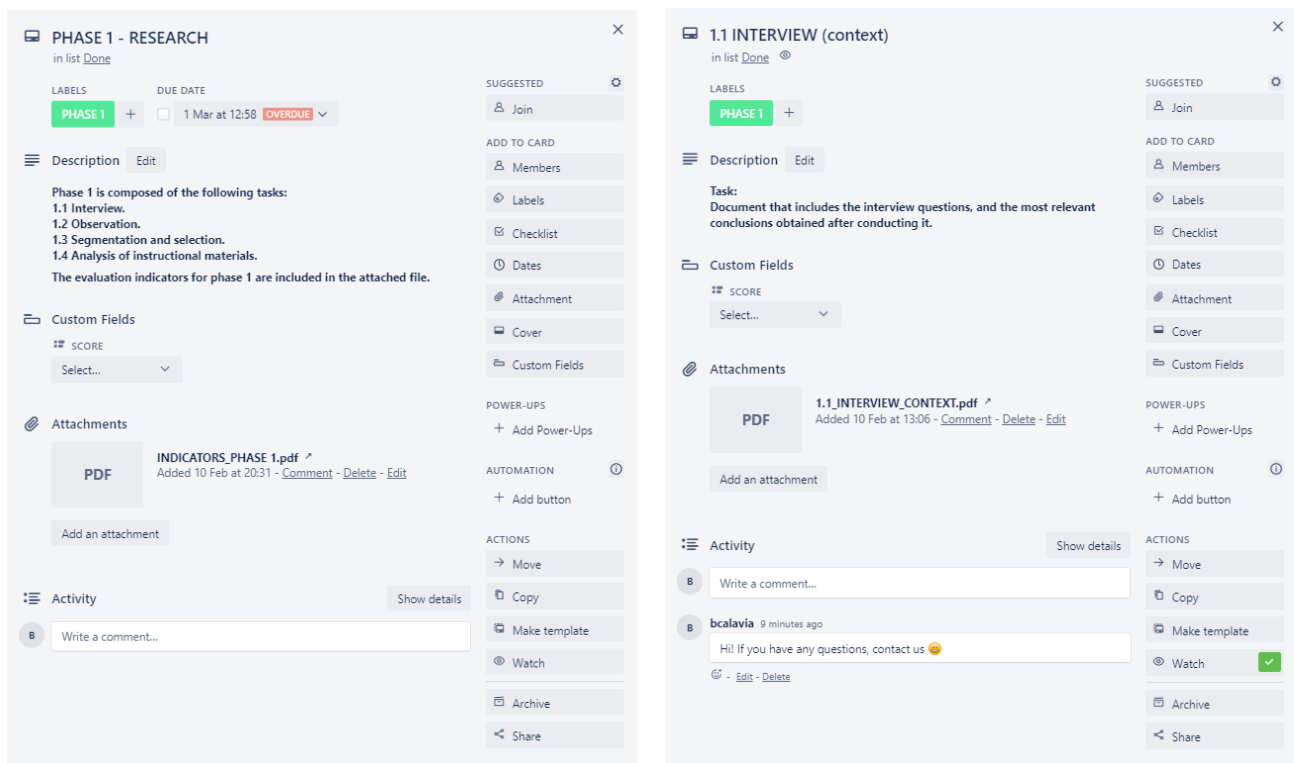 PHASE 1 - RESEARCH
in list Done
LABELS
DUE DATE
PHASE 1
+
1 Mar at 12:58 OVERDUE
Description Edit
Phase 1 is composed of the following tasks:
1.1 Interview.
1.2 Observation.
1.3 Segmentation and selection.
1.4 Analysis of instructional materials.
The evaluation indicators for phase 1 are included in the attached file.
Custom Fields
SCORE
Select...
Attachments
PDF
INDICATORS_PHASE 1.pdf ↗
Added 10 Feb at 20:31 - Comment - Delete - Edit
Add an attachment
Activity
Show details
B
Write a comment...
SUGGESTED
Join
ADD TO CARD
Members
Labels
Checklist
Dates
Attachment
Cover
Custom Fields
POWER-UPS
+ Add Power-Ups
AUTOMATION
+ Add button
ACTIONS
→ Move
Copy
Make template
Watch
Archive
Share
1.1 INTERVIEW (context)
in list Done
LABELS
PHASE 1
+
Description Edit
Task:
Document that includes the interview questions, and the most relevant
conclusions obtained after conducting it.
Custom Fields
SCORE
Select...
Attachments
PDF
1.1_INTERVIEW_CONTEXT.pdf ↗
Added 10 Feb at 13:06 - Comment - Delete - Edit
Add an attachment
Activity
Show details
B
Write a comment...
B
bcalavia 9 minutes ago
Hi! If you have any questions, contact us 😄
- Edit - Delete
SUGGESTED
Join
ADD TO CARD
Members
Labels
Checklist
Dates
Attachment
Cover
Custom Fields
POWER-UPS
+ Add Power-Ups
AUTOMATION
+ Add button
ACTIONS
→ Move
Copy
Make template
Watch
Archive
Share